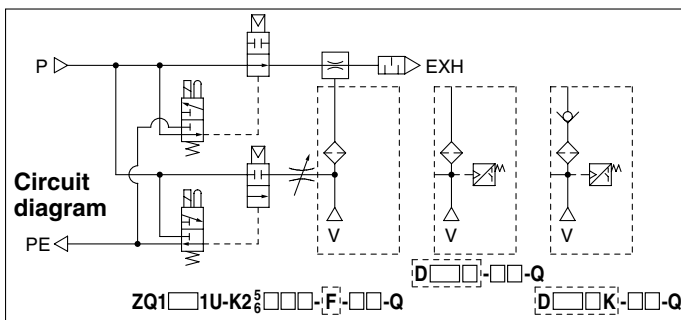 P
EXH
Circuit
diagram
PE
V
V
V
D□□-□□-Q
ZQ1□1U-K2⁵₆□□□-F-□□-Q
D□□K-□□-Q